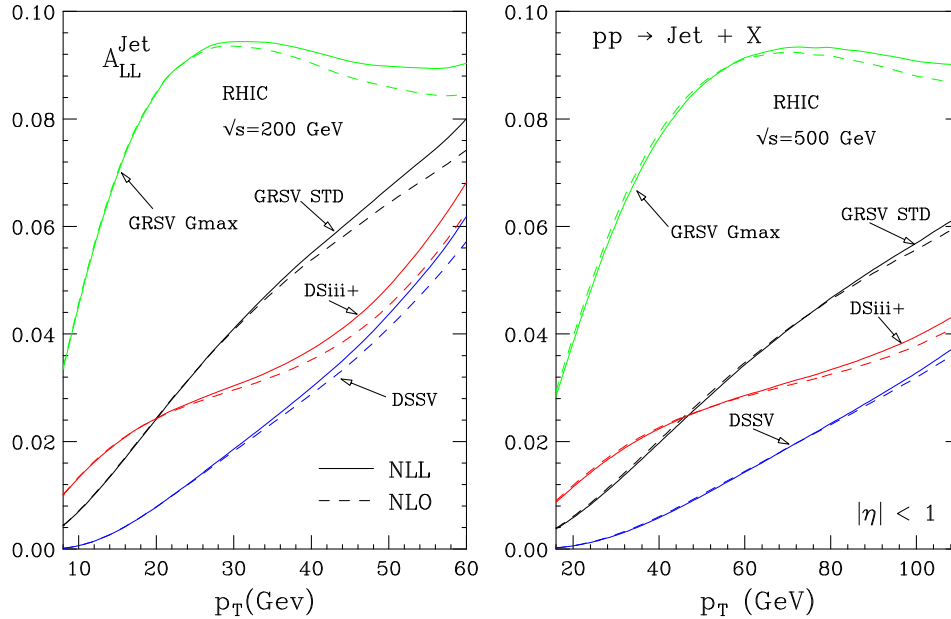 0.10
0.08
0.06
0.04
0.02
0.00
A_LL^Jet
RHIC
√s=200 GeV
GRSV STD
GRSV Gmax
DSiii+
DSSV
NLL
NLO
20
30
40
50
60
p_T(Gev)
0.10
0.08
0.06
0.04
0.02
0.00
pp → Jet + X
RHIC
√s=500 GeV
GRSV Gmax
GRSV STD
DSiii+
DSSV
|η| < 1
20
40
60
80
100
p_T (GeV)